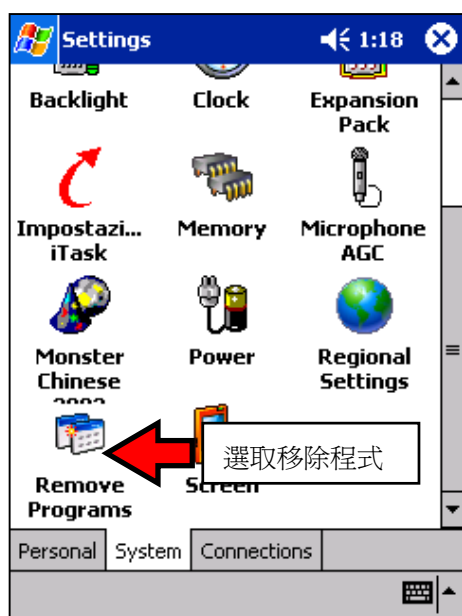 Settings 1:18
Backlight Clock Expansion
Pack
Impostazi... Memory Microphone
iTask AGC
Monster Power Regional
Chinese Settings
2002
選取移除程式
Remove Screen
Programs
Personal System Connections